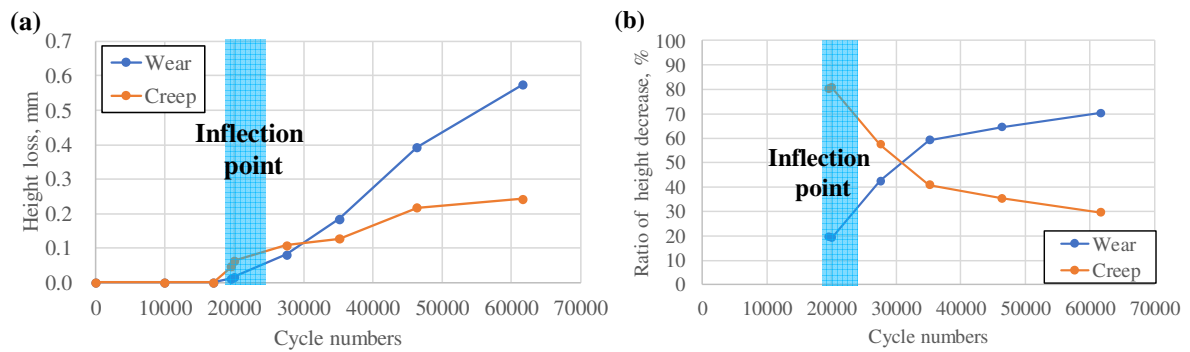 (a)
0.7
0.6
0.5
0.4
0.3
0.2
0.1
0.0
Height loss, mm
Wear
Creep
Inflection
point
0 10000 20000 30000 40000 50000 60000 70000
Cycle numbers
(b)
100
90
80
70
60
50
40
30
20
10
0
Ratio of height decrease, %
Inflection
point
Wear
Creep
0 10000 20000 30000 40000 50000 60000 70000
Cycle numbers